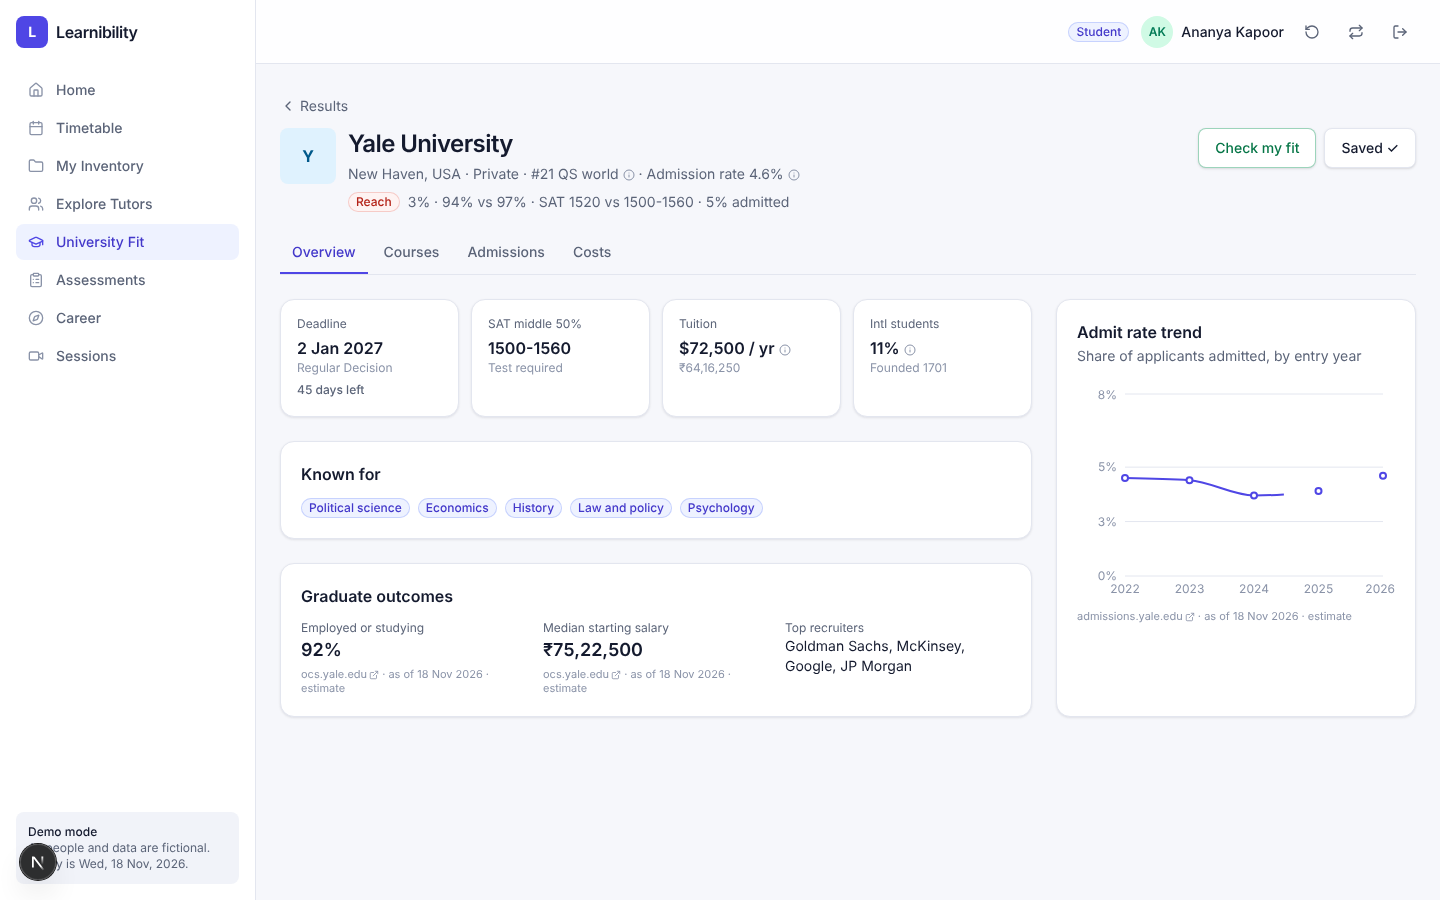 L Learnibility
Home
Timetable
My Inventory
Explore Tutors
University Fit
Assessments
Career
Sessions
Demo mode
people and data are fictional.
is Wed, 18 Nov, 2026.
N
Student AK Ananya Kapoor
Results
Y
Yale University
New Haven, USA · Private · #21 QS world · Admission rate 4.6%
Reach 3% · 94% vs 97% · SAT 1520 vs 1500-1560 · 5% admitted
Check my fit
Saved ✓
Overview Courses Admissions Costs
Deadline
2 Jan 2027
Regular Decision
45 days left
SAT middle 50%
1500-1560
Test required
Tuition
$72,500 / yr
₹64,16,250
Intl students
11%
Founded 1701
Known for
Political science Economics History Law and policy Psychology
Graduate outcomes
Employed or studying
92%
ocs.yale.edu · as of 18 Nov 2026 ·
estimate
Median starting salary
₹75,22,500
ocs.yale.edu · as of 18 Nov 2026 ·
estimate
Top recruiters
Goldman Sachs, McKinsey,
Google, JP Morgan
Admit rate trend
Share of applicants admitted, by entry year
8%
5%
3%
0%
2022 2023 2024 2025 2026
admissions.yale.edu · as of 18 Nov 2026 · estimate